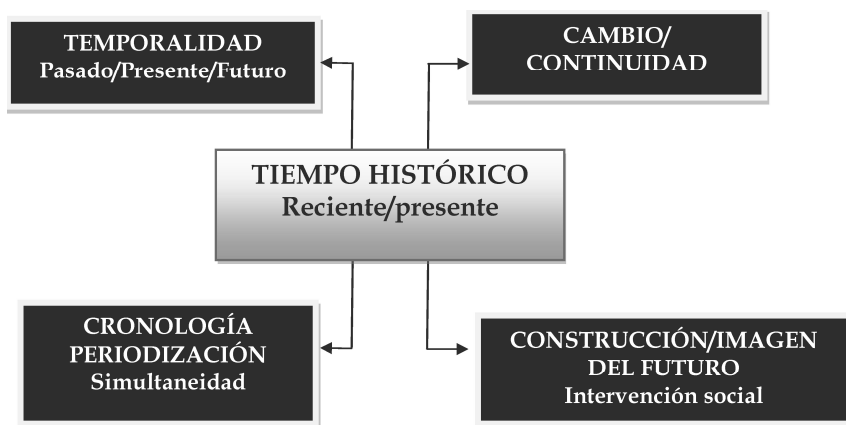 TEMPORALIDAD
Pasado/Presente/Futuro
CAMBIO/
CONTINUIDAD
TIEMPO HISTÓRICO
Reciente/presente
CRONOLOGÍA
PERIODIZACIÓN
Simultaneidad
CONSTRUCCIÓN/IMAGEN
DEL FUTURO
Intervención social